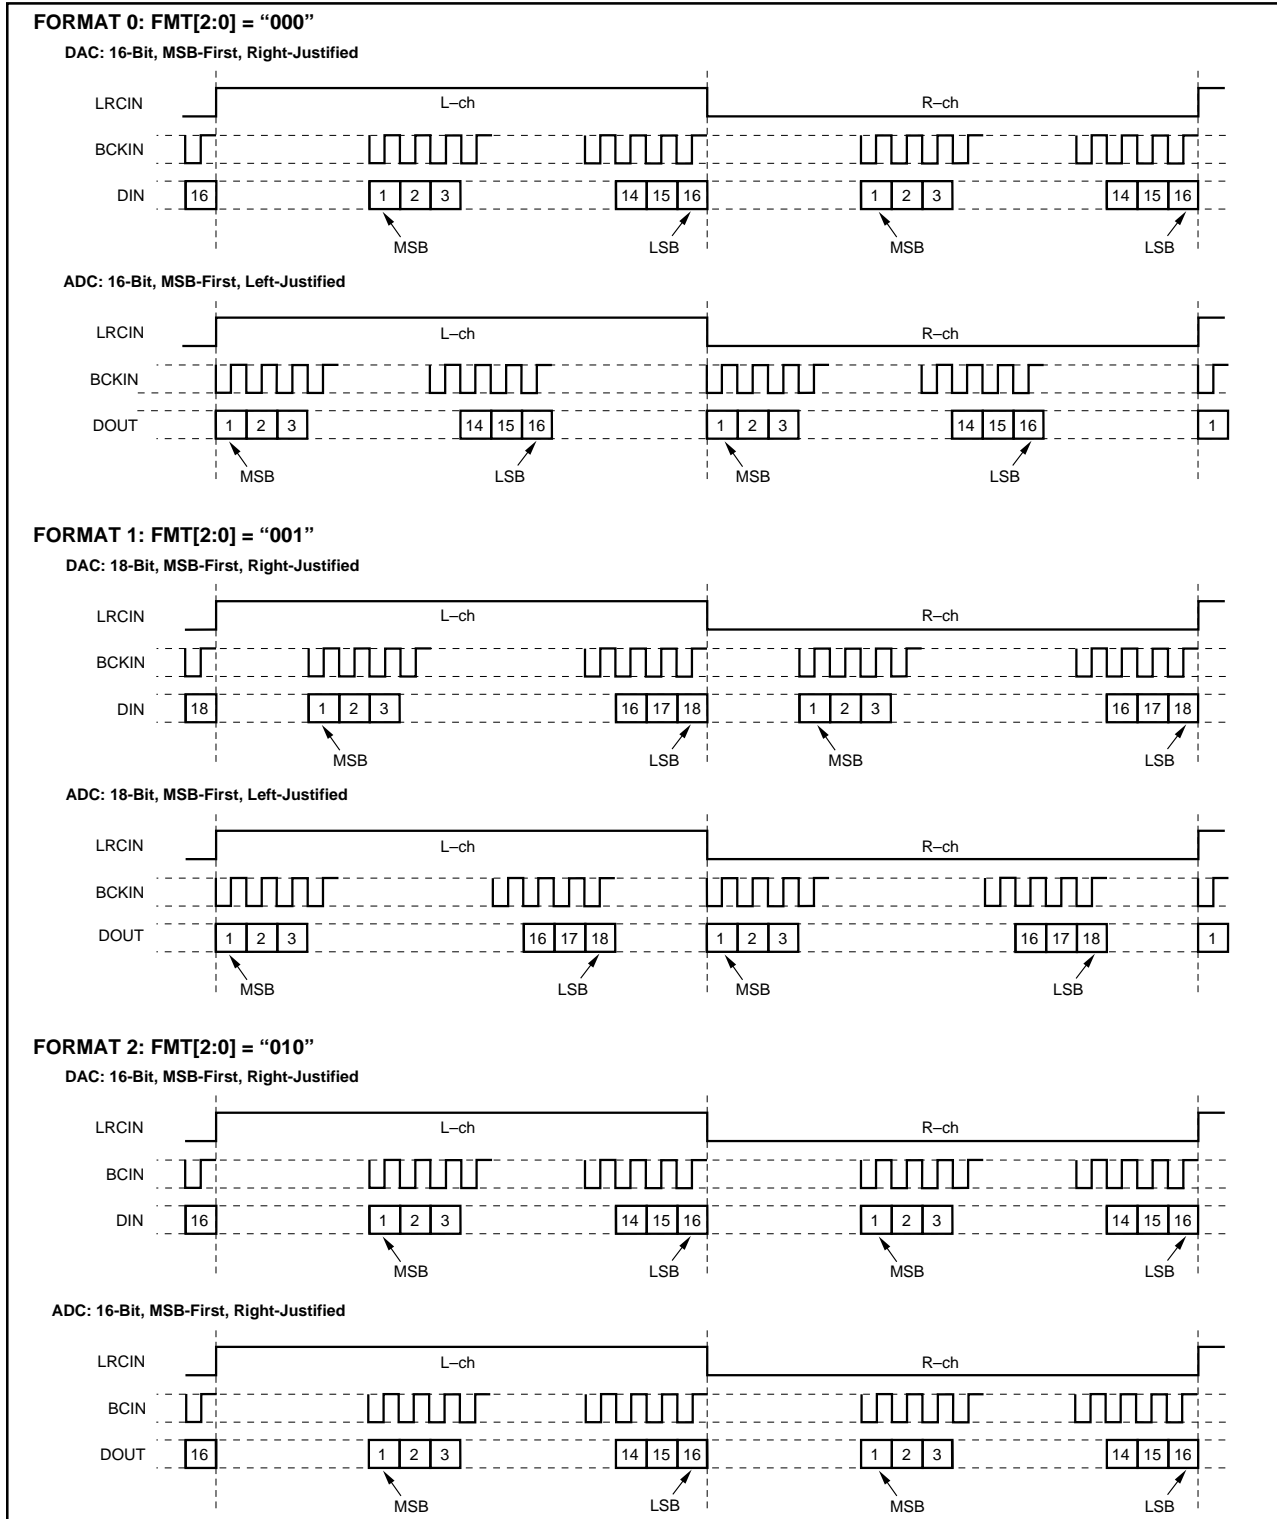 FORMAT 0: FMT[2:0] = “000”
DAC: 16-Bit, MSB-First, Right-Justified
LRCIN L–ch R–ch
BCKIN
DIN 16 1 2 3 14 15 16 1 2 3 14 15 16
MSB LSB MSB LSB
ADC: 16-Bit, MSB-First, Left-Justified
LRCIN L–ch R–ch
BCKIN
DOUT 1 2 3 14 15 16 1 2 3 14 15 16 1
MSB LSB MSB LSB
FORMAT 1: FMT[2:0] = “001”
DAC: 18-Bit, MSB-First, Right-Justified
LRCIN L–ch R–ch
BCKIN
DIN 18 1 2 3 16 17 18 1 2 3 16 17 18
MSB LSB MSB LSB
ADC: 18-Bit, MSB-First, Left-Justified
LRCIN L–ch R–ch
BCKIN
DOUT 1 2 3 16 17 18 1 2 3 16 17 18 1
MSB LSB MSB LSB
FORMAT 2: FMT[2:0] = “010”
DAC: 16-Bit, MSB-First, Right-Justified
LRCIN L–ch R–ch
BCIN
DIN 16 1 2 3 14 15 16 1 2 3 14 15 16
MSB LSB MSB LSB
ADC: 16-Bit, MSB-First, Right-Justified
LRCIN L–ch R–ch
BCIN
DOUT 16 1 2 3 14 15 16 1 2 3 14 15 16
MSB LSB MSB LSB